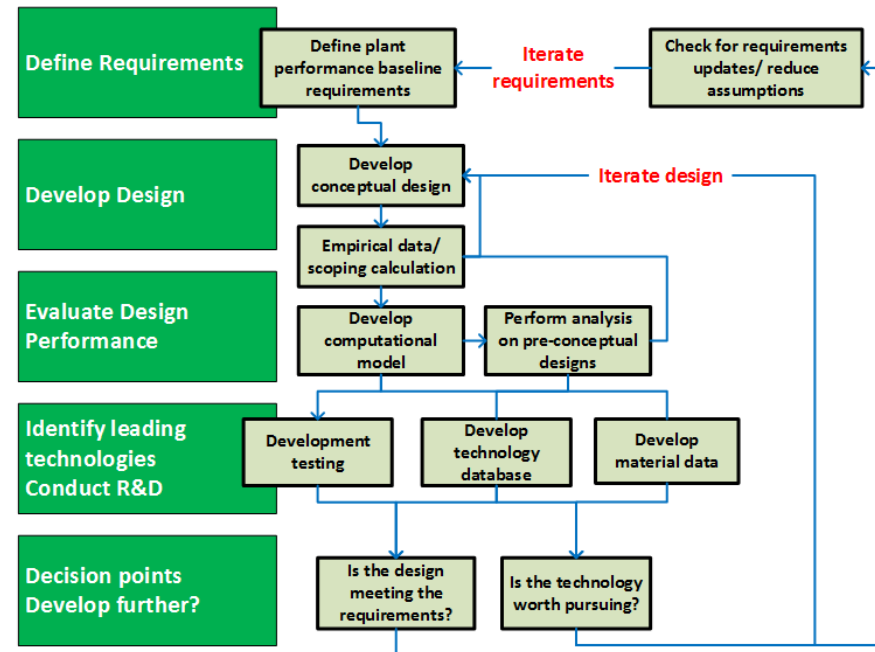 Define Requirements
Define plant
performance baseline
requirements
Iterate
requirements
Check for requirements
updates/ reduce
assumptions
Develop Design
Develop
conceptual design
Iterate design
Empirical data/
scoping calculation
Evaluate Design
Performance
Develop
computational
model
Perform analysis
on pre-conceptual
designs
Identify leading
technologies
Conduct R&D
Development
testing
Develop
technology
database
Develop
material data
Decision points
Develop further?
Is the design
meeting the
requirements?
Is the technology
worth pursuing?